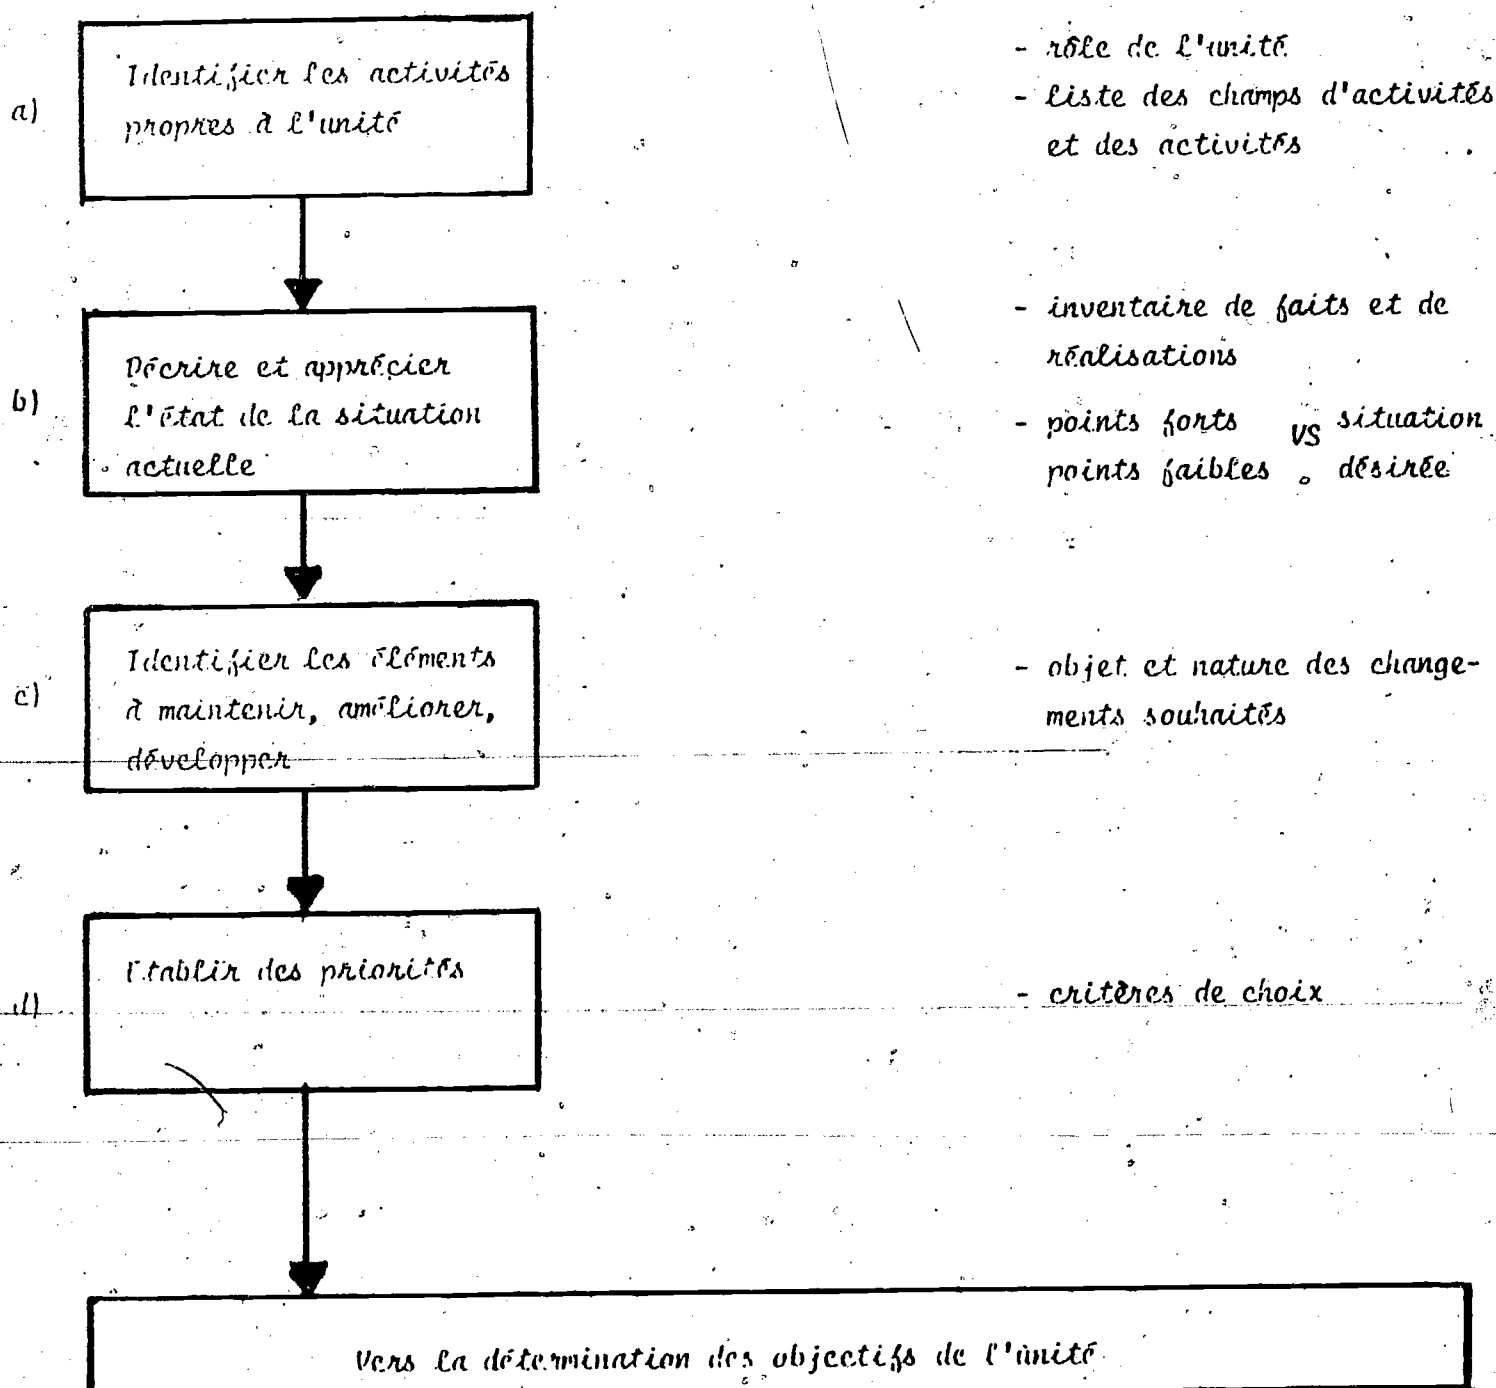 a)
Identifier les activités
propres à l'unité
- rôle de l'unité
- liste des champs d'activités
et des activités
b)
Décrire et apprécier
l'état de la situation
actuelle
- inventaire de faits et de
réalisations
- points forts vs situation
points faibles désirée
c)
Identifier les éléments
à maintenir, améliorer,
développer
- objet et nature des change-
ments souhaités
d)
Etablir des priorités
- critères de choix
Vers la détermination des objectifs de l'unité